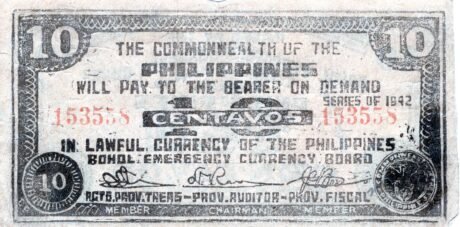 10 THE COMMONWEALTH OF THE 10
PHILIPPINES
WILL PAY TO THE BEARER ON DEMAND
SERIES OF 1942
153558 10 CENTAVOS 153558
IN LAWFUL CURRENCY OF THE PHILIPPINES
BOHOL EMERGENCY CURRENCY BOARD
10
ACTG. PROV. TREAS-PROV. AUDITOR-PROV. FISCAL
MEMBER CHAIRMAN MEMBER